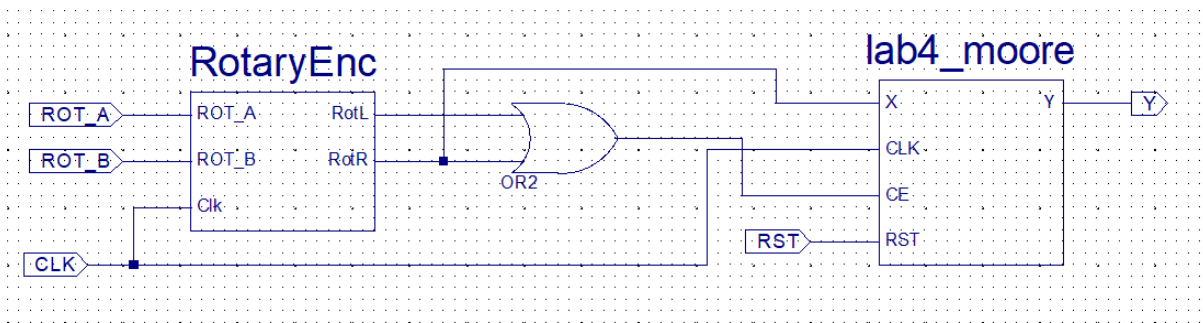 RotaryEnc
lab4_moore
ROT_A
ROT_A
RotL
X
Y
Y
ROT_B
ROT_B
RotR
CLK
OR2
Clk
CE
RST
RST
CLK